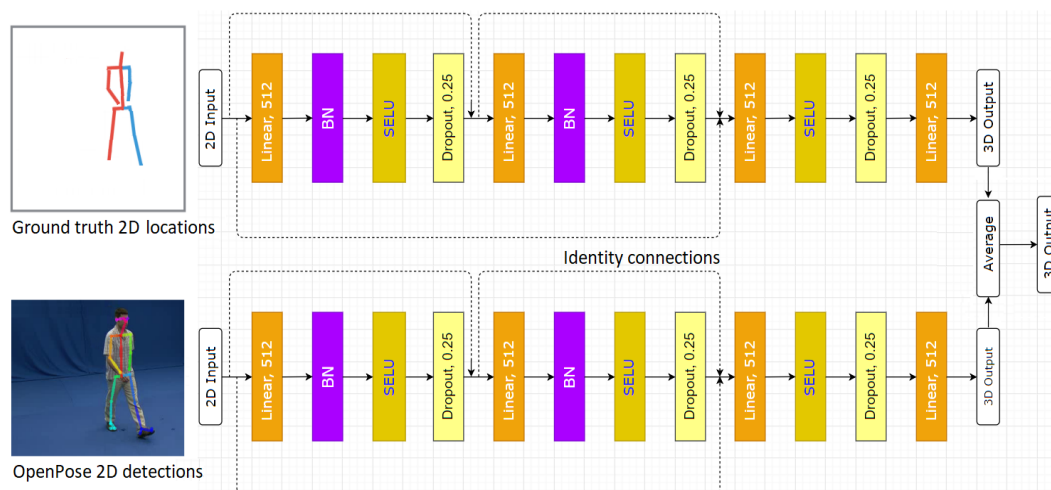 2D Input
Linear, 512
BN
SELU
Dropout, 0.25
Linear, 512
BN
SELU
Dropout, 0.25
Linear, 512
SELU
Dropout, 0.25
Linear, 512
3D Output
Ground truth 2D locations
Average
3D Output
Identity connections
2D Input
Linear, 512
BN
SELU
Dropout, 0.25
Linear, 512
BN
SELU
Dropout, 0.25
Linear, 512
SELU
Dropout, 0.25
Linear, 512
3D Output
OpenPose 2D detections